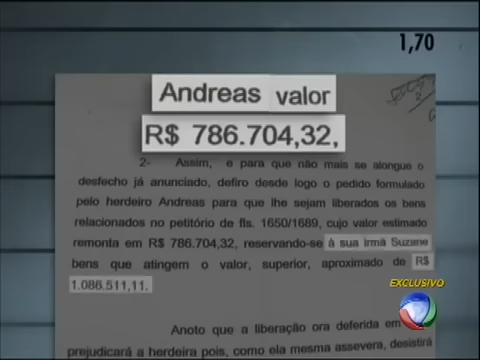 1,70
Andreas valor
R$ 786.704,32,
2- Assim, e para que não mais se alongue o
desfecho já anunciado, defiro desde logo o pedido formulado
pelo herdeiro Andreas para que lhe sejam liberados os bens
relacionados no petitório de fls. 1650/1689, cujo valor estimado
remonta em R$ 786.704,32, reservando-se à sua irmã Suzane
bens que atingem o valor, superior, aproximado de R$
1.086.511,11.
EXCLUSIVO
Anoto que a liberação ora deferida em
prejudicará a herdeira pois, como ela mesma assevera, desistirá